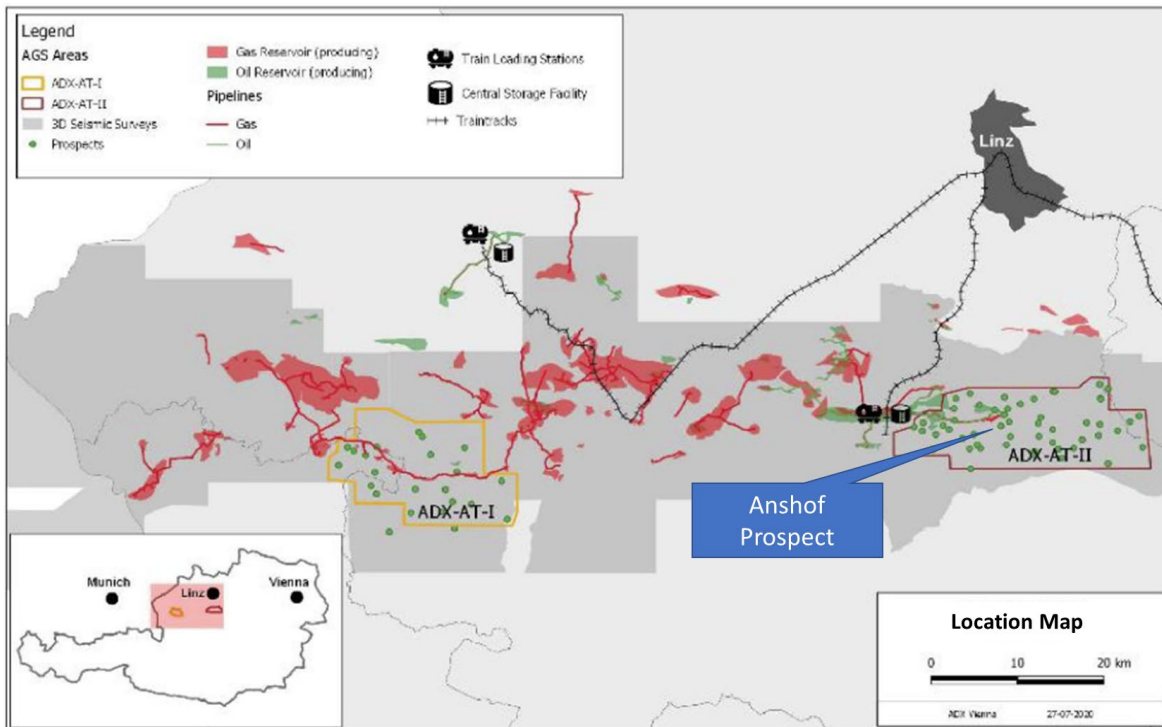 Legend
AGS Areas
ADX-AT-I
ADX-AT-II
3D Seismic Surveys
Prospects
Gas Reservoir (producing)
Oil Reservoir (producing)
Pipelines
Gas
Oil
Train Loading Stations
Central Storage Facility
Traintracks
Linz
ADX-AT-I
ADX-AT-II
Anshof
Prospect
Munich
Linz
Vienna
Location Map
0 10 20 km
ADX Vienna 27-07-2020